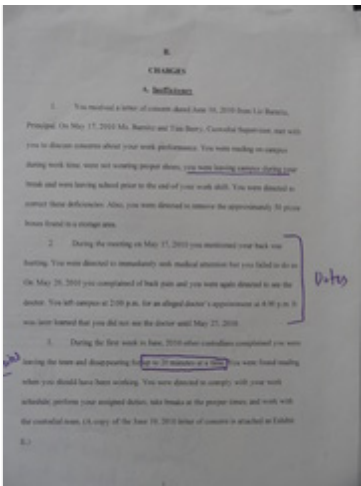 II.
CHARGES
A. Inefficiency
1. You received a letter of concern dated June 10, 2010 from Liz
Principal. On May 17, 2010 Ms. and Tim Barry, Custodial Supervisor, met with
you to discuss concerns about your work performance. You were reading on campus
during work time, were not wearing proper shoes, you were leaving campus during your
break and were leaving school prior to the end of your work shift. You were directed to
correct these deficiencies. Also, you were directed to remove the approximately 50 pizza
boxes found in a storage area.
2. During the meeting on May 17, 2010 you mentioned your back was
hurting. You were directed to immediately seek medical attention but you failed to do so.
On May 20, 2010 you complained of back pain and you were again directed to see the
doctor. You left campus at 2:00 p.m. for an alleged doctor's appointment at 4:30 p.m. It
was later learned that you did not see the doctor until May 27, 2010.
Dates
3. During the first week in June, 2010 other custodians complained you were
leaving the team and disappearing for up to 20 minutes at a time. You were found reading
when you should have been working. You were directed to comply with your work
schedule, perform your assigned duties, take breaks at the proper times and work with
the custodial team. (A copy of the June 10, 2010 letter of concern is attached as Exhibit